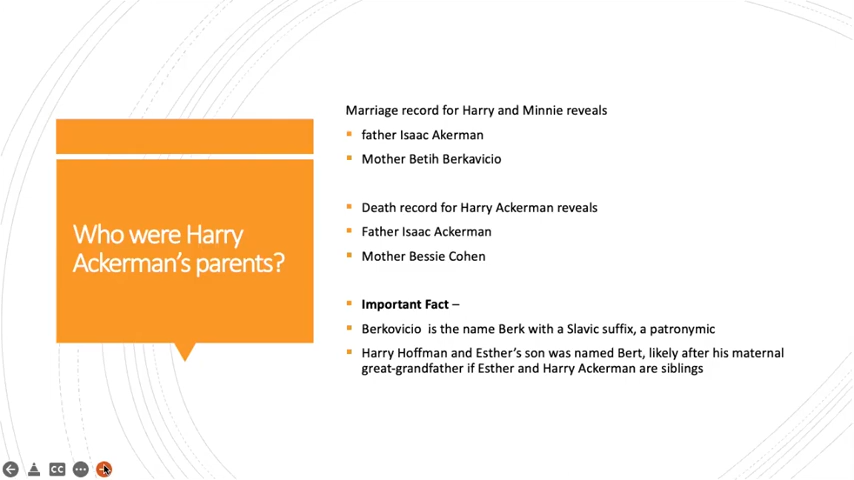 Who were Harry
Ackerman's parents?
Marriage record for Harry and Minnie reveals
father Isaac Akerman
Mother Betih Berkavicio
Death record for Harry Ackerman reveals
Father Isaac Ackerman
Mother Bessie Cohen
Important Fact –
Berkovicio is the name Berk with a Slavic suffix, a patronymic
Harry Hoffman and Esther's son was named Bert, likely after his maternal
great-grandfather if Esther and Harry Ackerman are siblings
CC